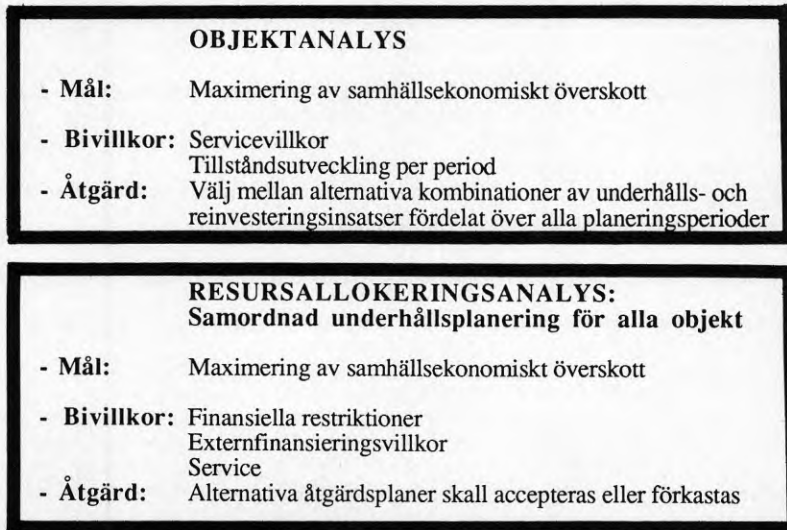 OBJEKTANALYS
- Mål: Maximering av samhällsekonomiskt överskott
- Bivillkor: Servicevillkor
Tillståndsutveckling per period
- Åtgärd: Välj mellan alternativa kombinationer av underhålls- och
reinvesteringsinsatser fördelat över alla planeringsperioder
RESURSALLOKERINGSANALYS:
Samordnad underhållsplanering för alla objekt
- Mål: Maximering av samhällsekonomiskt överskott
- Bivillkor: Finansiella restriktioner
Externfinansieringsvillkor
Service
- Åtgärd: Alternativa åtgärdsplaner skall accepteras eller förkastas